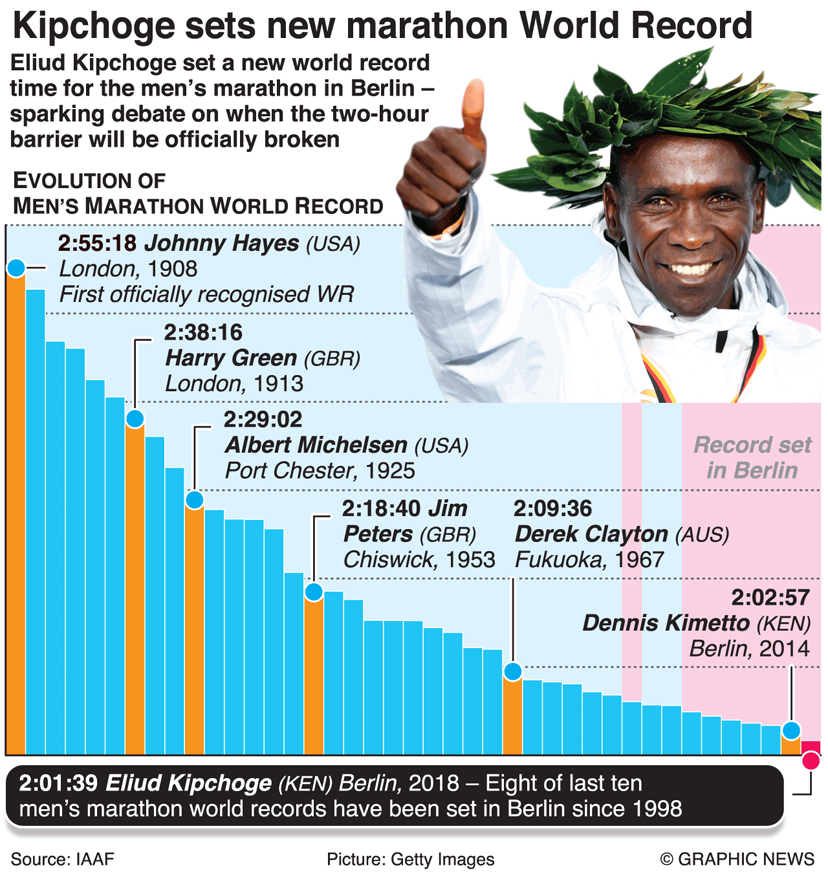 Kipchoge sets new marathon World Record
Eliud Kipchoge set a new world record
time for the men’s marathon in Berlin –
sparking debate on when the two-hour
barrier will be officially broken
EVOLUTION OF
MEN’S MARATHON WORLD RECORD
2:55:18 Johnny Hayes (USA)
London, 1908
First officially recognised WR
2:38:16
Harry Green (GBR)
London, 1913
2:29:02
Albert Michelsen (USA)
Port Chester, 1925
Record set
in Berlin
2:18:40 Jim
Peters (GBR)
Chiswick, 1953
2:09:36
Derek Clayton (AUS)
Fukuoka, 1967
2:02:57
Dennis Kimetto (KEN)
Berlin, 2014
2:01:39 Eliud Kipchoge (KEN) Berlin, 2018 – Eight of last ten
men’s marathon world records have been set in Berlin since 1998
Source: IAAF
Picture: Getty Images
© GRAPHIC NEWS